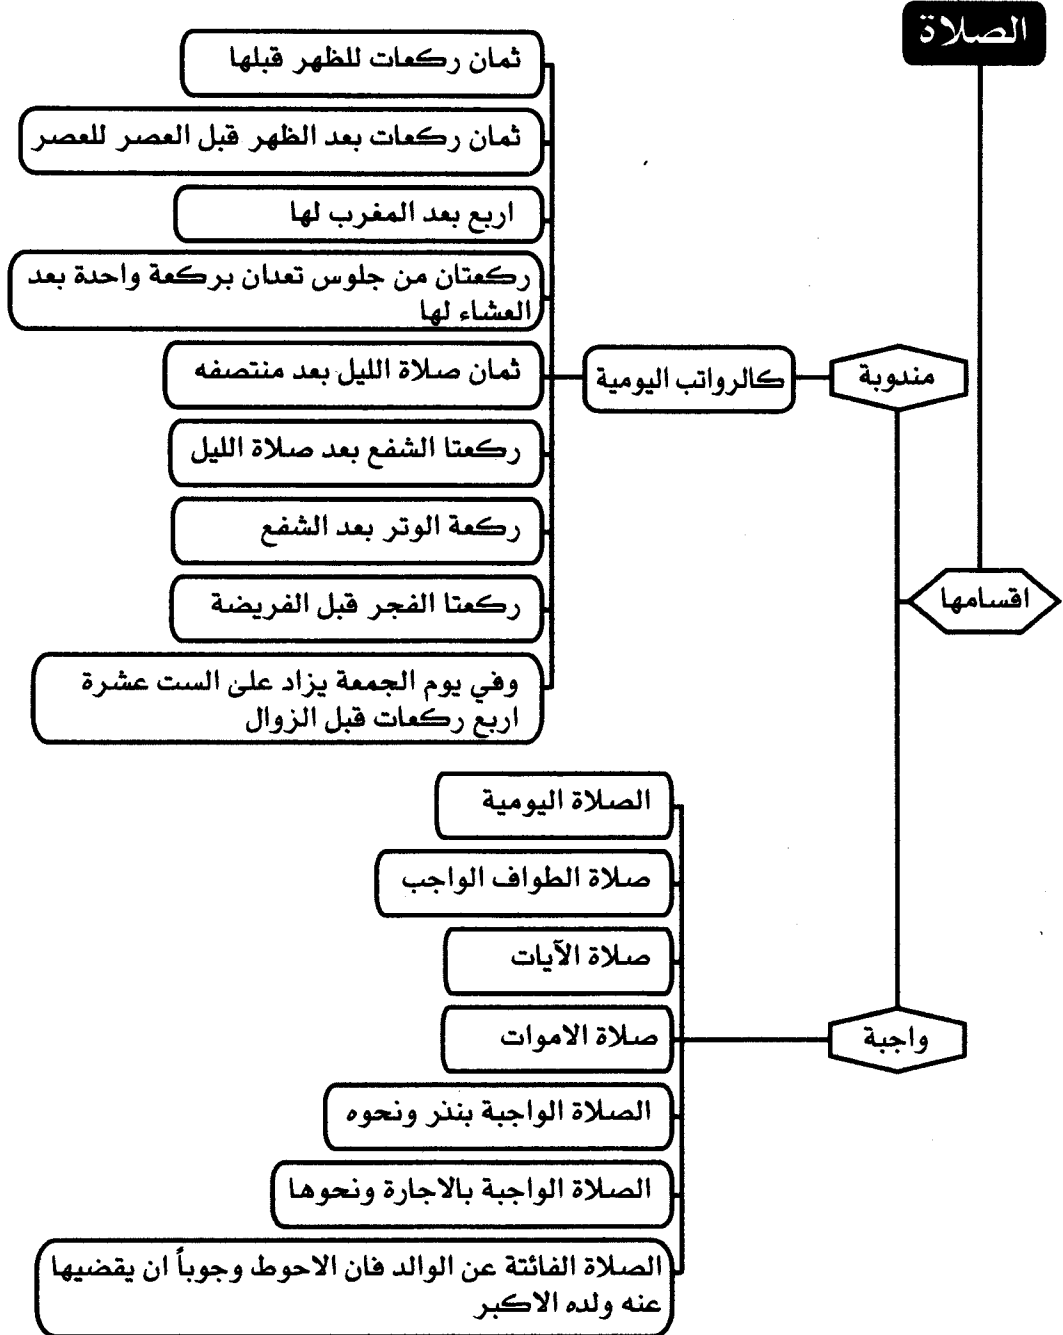 الصلاة
اقسامها
مندوبة
كالرواتب اليومية
ثمان ركعات للظهر قبلها
ثمان ركعات بعد الظهر قبل العصر للعصر
اربع بعد المغرب لها
ركعتان من جلوس تعدان بركعة واحدة بعد
العشاء لها
ثمان صلاة الليل بعد منتصفه
ركعتا الشفع بعد صلاة الليل
ركعة الوتر بعد الشفع
ركعتا الفجر قبل الفريضة
وفي يوم الجمعة يزاد على الست عشرة
اربع ركعات قبل الزوال
واجبة
الصلاة اليومية
صلاة الطواف الواجب
صلاة الآيات
صلاة الاموات
الصلاة الواجبة بنذر ونحوه
الصلاة الواجبة بالاجارة ونحوها
الصلاة الفائتة عن الوالد فان الاحوط وجوباً ان يقضيها
عنه ولده الاكبر